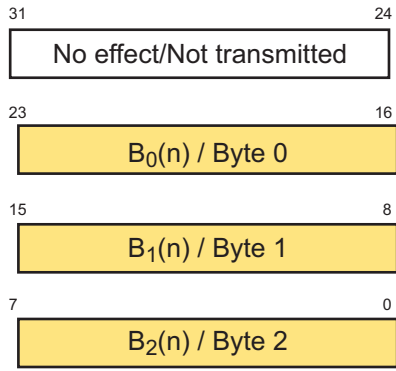 31 24
No effect/Not transmitted
23 16
B₀(n) / Byte 0
15 8
B₁(n) / Byte 1
7 0
B₂(n) / Byte 2